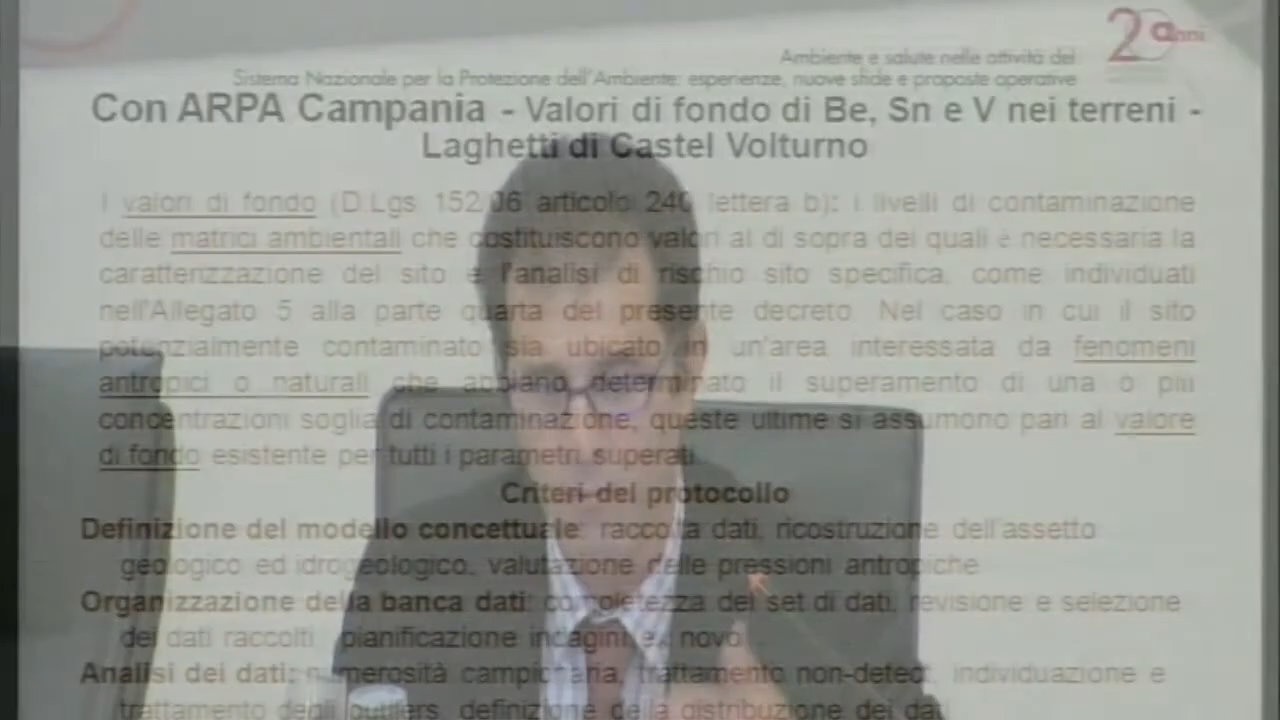 20anni
Ambiente e salute nelle attività del
Sistema Nazionale per la Protezione dell'Ambiente: esperienze, nuove sfide e proposte operative
Con ARPA Campania - Valori di fondo di Be, Sn e V nei terreni -
Laghetti di Castel Volturno
I valori di fondo (D.Lgs. 152/06 articolo 240 lettera b): i livelli di contaminazione
delle matrici ambientali che costituiscono valori al di sopra dei quali è necessaria la
caratterizzazione del sito e l'analisi di rischio sito specifica, come individuati
nell'Allegato 5 alla parte quarta del presente decreto. Nel caso in cui il sito
potenzialmente contaminato sia ubicato in un'area interessata da fenomeni
antropici o naturali che abbiano determinato il superamento di una o più
concentrazioni soglia di contaminazione, queste ultime si assumono pari al valore
di fondo esistente per tutti i parametri superati.
Criteri del protocollo
Definizione del modello concettuale: raccolta dati, ricostruzione dell'assetto
geologico ed idrogeologico, valutazione delle pressioni antropiche
Organizzazione della banca dati: completezza dei set di dati, revisione e selezione
dei dati raccolti, pianificazione indagini ex novo
Analisi dei dati: numerosità campionaria, trattamento non-detect, individuazione e
trattamento degli outliers, definizione della distribuzione dei dati